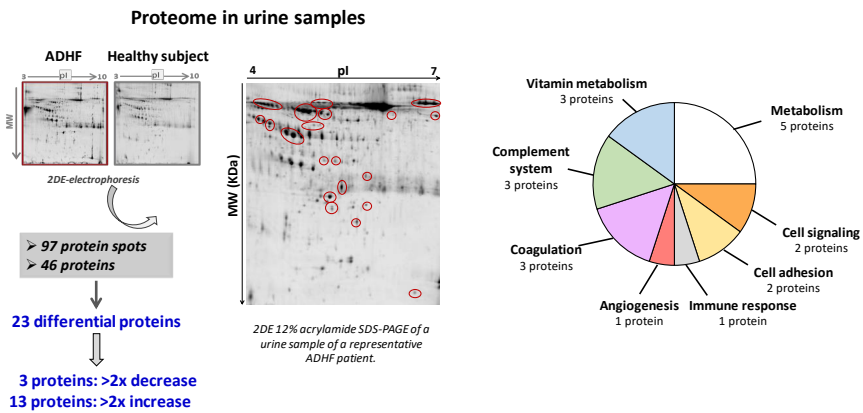 Proteome in urine samples
ADHF
Healthy subject
3 pI 10
3 pI 10
MW
2DE-electrophoresis
➢ 97 protein spots
➢ 46 proteins
23 differential proteins
3 proteins: >2x decrease
13 proteins: >2x increase
4 pI 7
MW (KDa)
2DE 12% acrylamide SDS-PAGE of a
urine sample of a representative
ADHF patient.
Vitamin metabolism
3 proteins
Metabolism
5 proteins
Complement
system
3 proteins
Cell signaling
2 proteins
Coagulation
3 proteins
Cell adhesion
2 proteins
Angiogenesis
1 protein
Immune response
1 protein